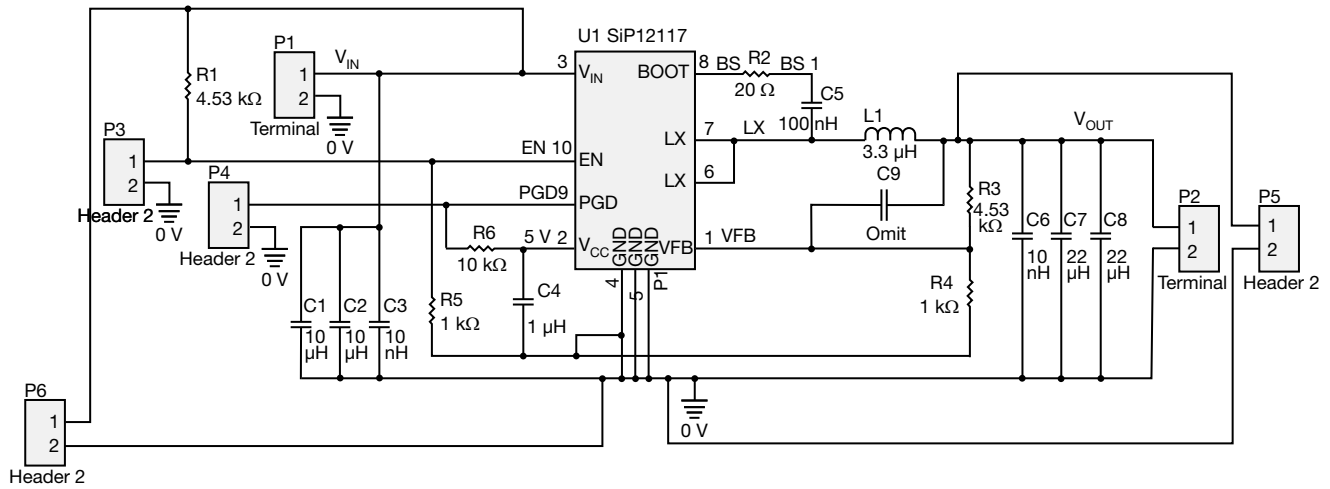 U1 SiP12117
P1
1
2
Terminal
0 V
V_IN
R1
4.53 kΩ
P3
1
2
Header 2
0 V
P4
1
2
Header 2
0 V
3
V_IN
EN 10
EN
PGD9
PGD
5 V 2
V_CC
R6
10 kΩ
C4
1 µH
R5
1 kΩ
C1
10
µH
C2
10
µH
C3
10
nH
GND
GND
GND
4
5
P1
BOOT
8
BS
R2
20 Ω
BS 1
C5
100 nH
LX
7
LX
LX
6
VFB
1
VFB
L1
3.3 µH
C9
Omit
R3
4.53
kΩ
R4
1 kΩ
C6
10
nH
C7
22
µH
C8
22
µH
V_OUT
P2
1
2
Terminal
P5
1
2
Header 2
P6
1
2
Header 2
0 V